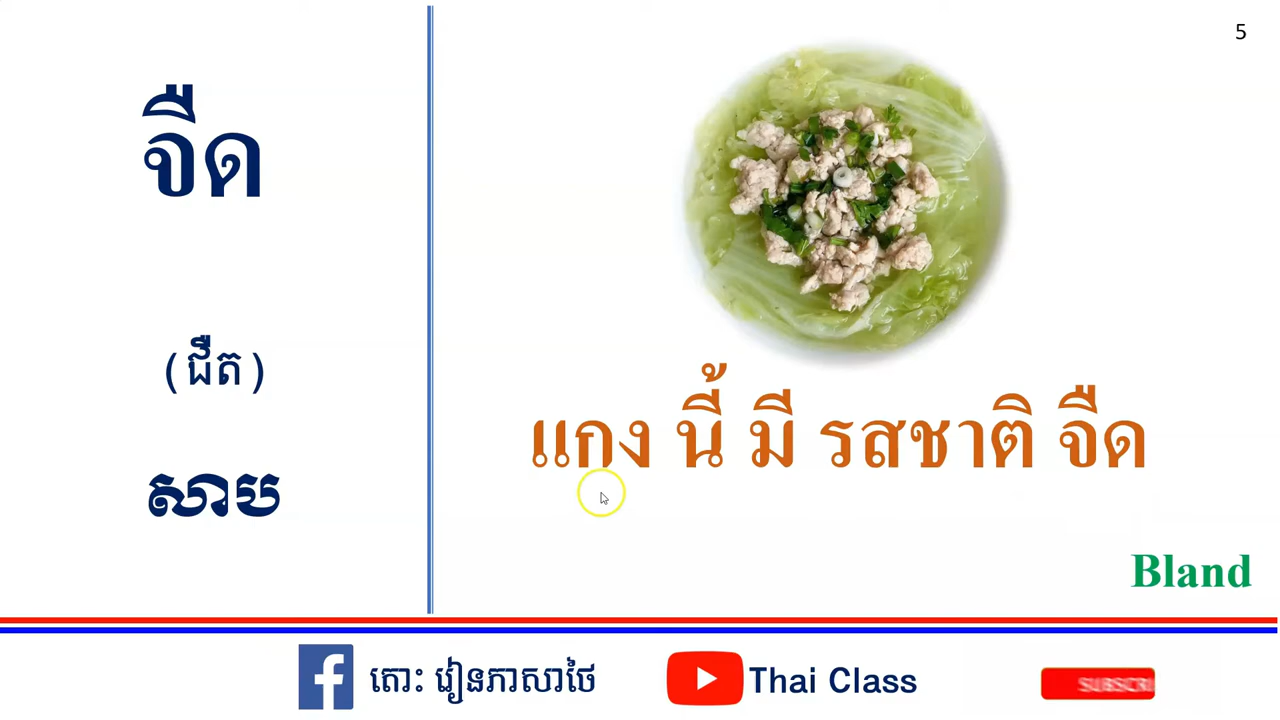 5
จืด
(ជឺត)
សាប
แกง นี้ มี รสชาติ จืด
Bland
តោះ រៀនភាសាថៃ
Thai Class
SUBSCRI